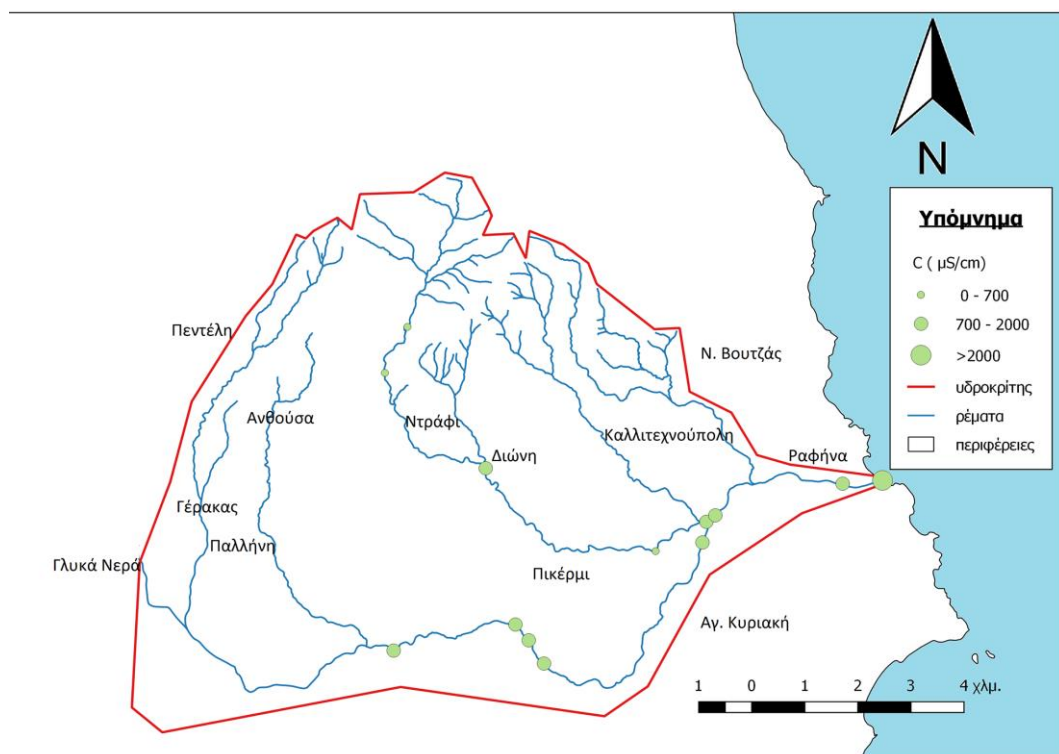 N
Υπόμνημα
C ( μS/cm)
0 - 700
700 - 2000
>2000
υδροκρίτης
ρέματα
περιφέρειες
Πεντέλη
Ν. Βουτζάς
Ανθούσα
Ντράφι
Καλλιτεχνούπολη
Διώνη
Ραφήνα
Γέρακας
Παλλήνη
Γλυκά Νερά
Πικέρμι
Αγ. Κυριακή
1 0 1 2 3 4 χλμ.